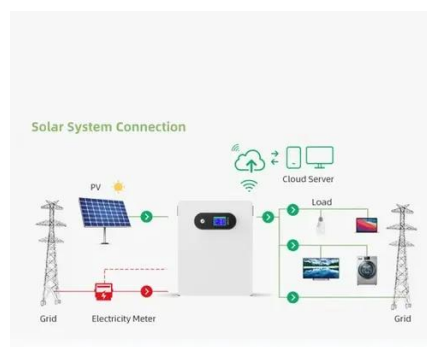 Solar System Connection
Cloud Server
PV
Load
Grid
Electricity Meter
Grid